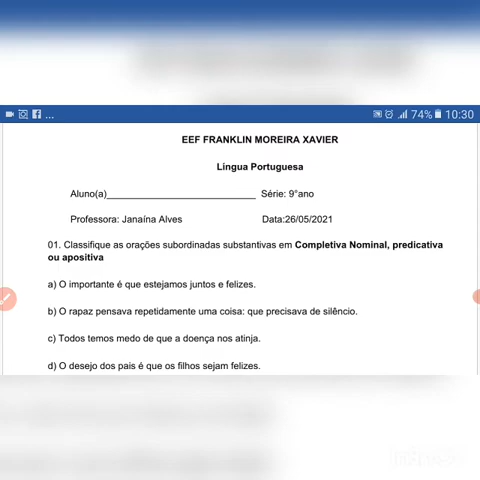 ... 74% 10:30
EEF FRANKLIN MOREIRA XAVIER
Lingua Portuguesa
Aluno(a)____________________________ Série: 9°ano
Professora: Janaína Alves Data:26/05/2021
01. Classifique as orações subordinadas substantivas em Completiva Nominal, predicativa
ou apositiva
a) O importante é que estejamos juntos e felizes.
b) O rapaz pensava repetidamente uma coisa: que precisava de silêncio.
c) Todos temos medo de que a doença nos atinja.
d) O desejo dos pais é que os filhos sejam felizes.